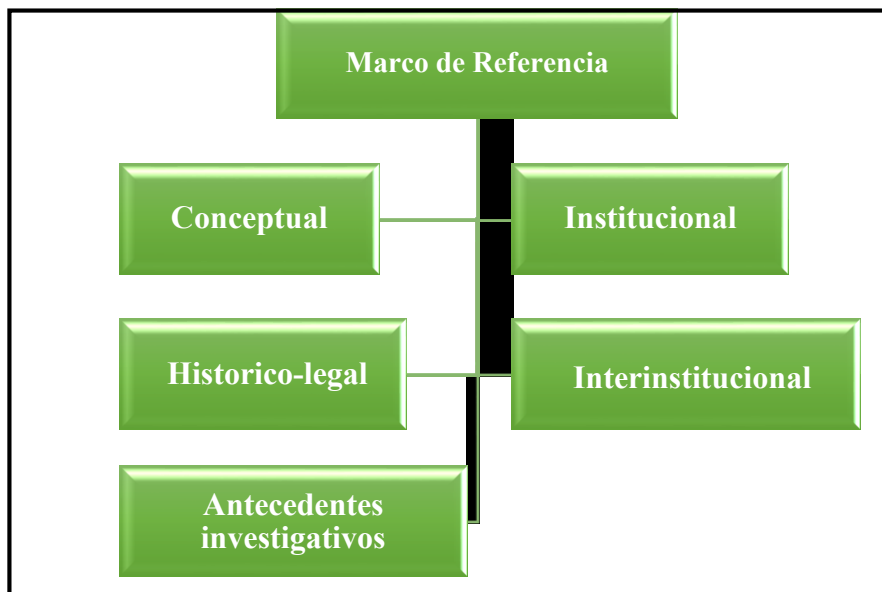 Marco de Referencia
Conceptual
Institucional
Historico-legal
Interinstitucional
Antecedentes
investigativos